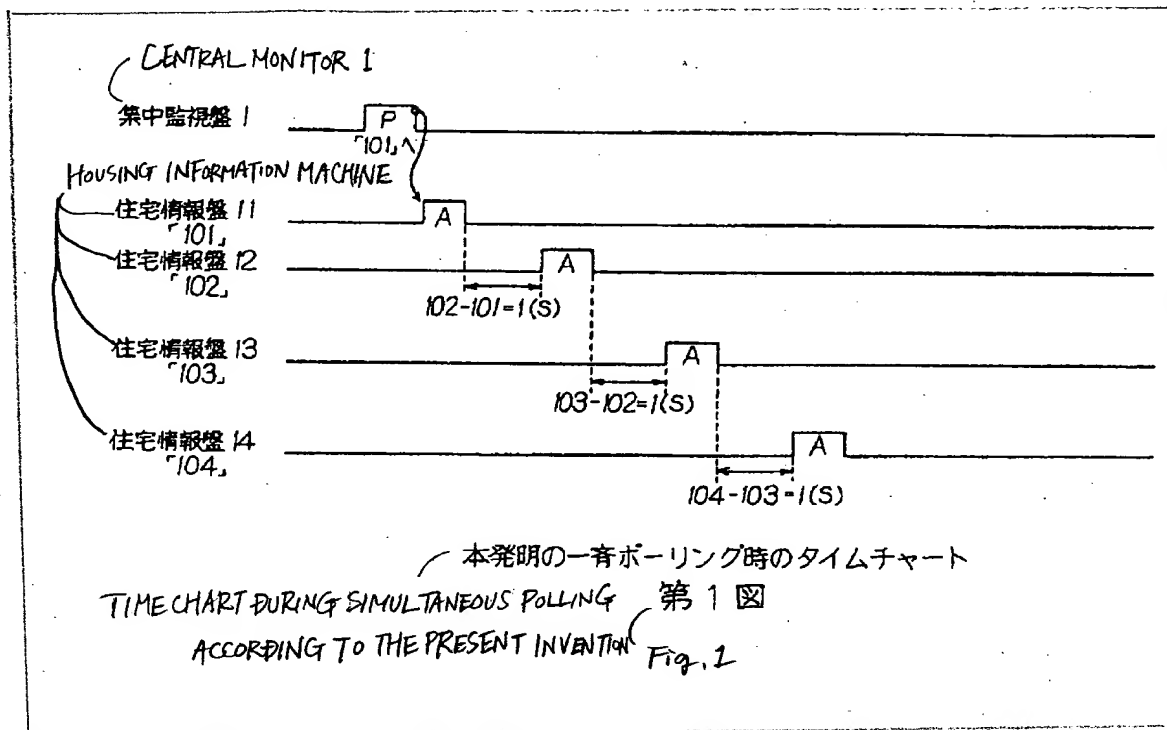 CENTRAL MONITOR 1
集中監視盤 1
P
「101」へ
HOUSING INFORMATION MACHINE
住宅情報盤 11
「101」
A
住宅情報盤 12
「102」
A
102-101=1(S)
住宅情報盤 13
「103」
A
103-102=1(S)
住宅情報盤 14
「104」
A
104-103=1(S)
本発明の一斉ポーリング時のタイムチャート
TIME CHART DURING SIMULTANEOUS POLLING
ACCORDING TO THE PRESENT INVENTION
第 1 図
Fig. 1